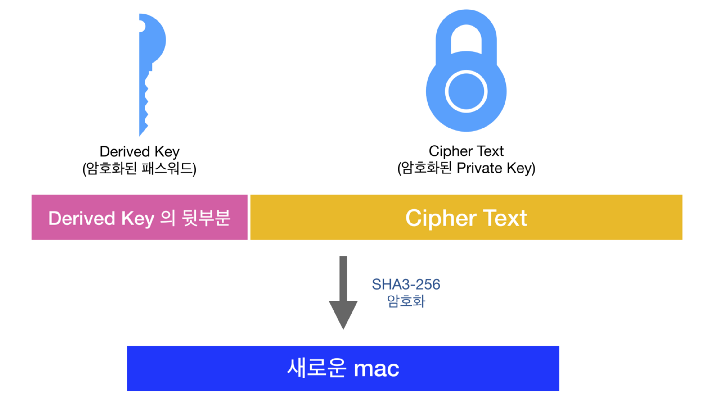 Derived Key
(암호화된 패스워드)
Cipher Text
(암호화된 Private Key)
Derived Key 의 뒷부분
Cipher Text
SHA3-256
암호화
새로운 mac